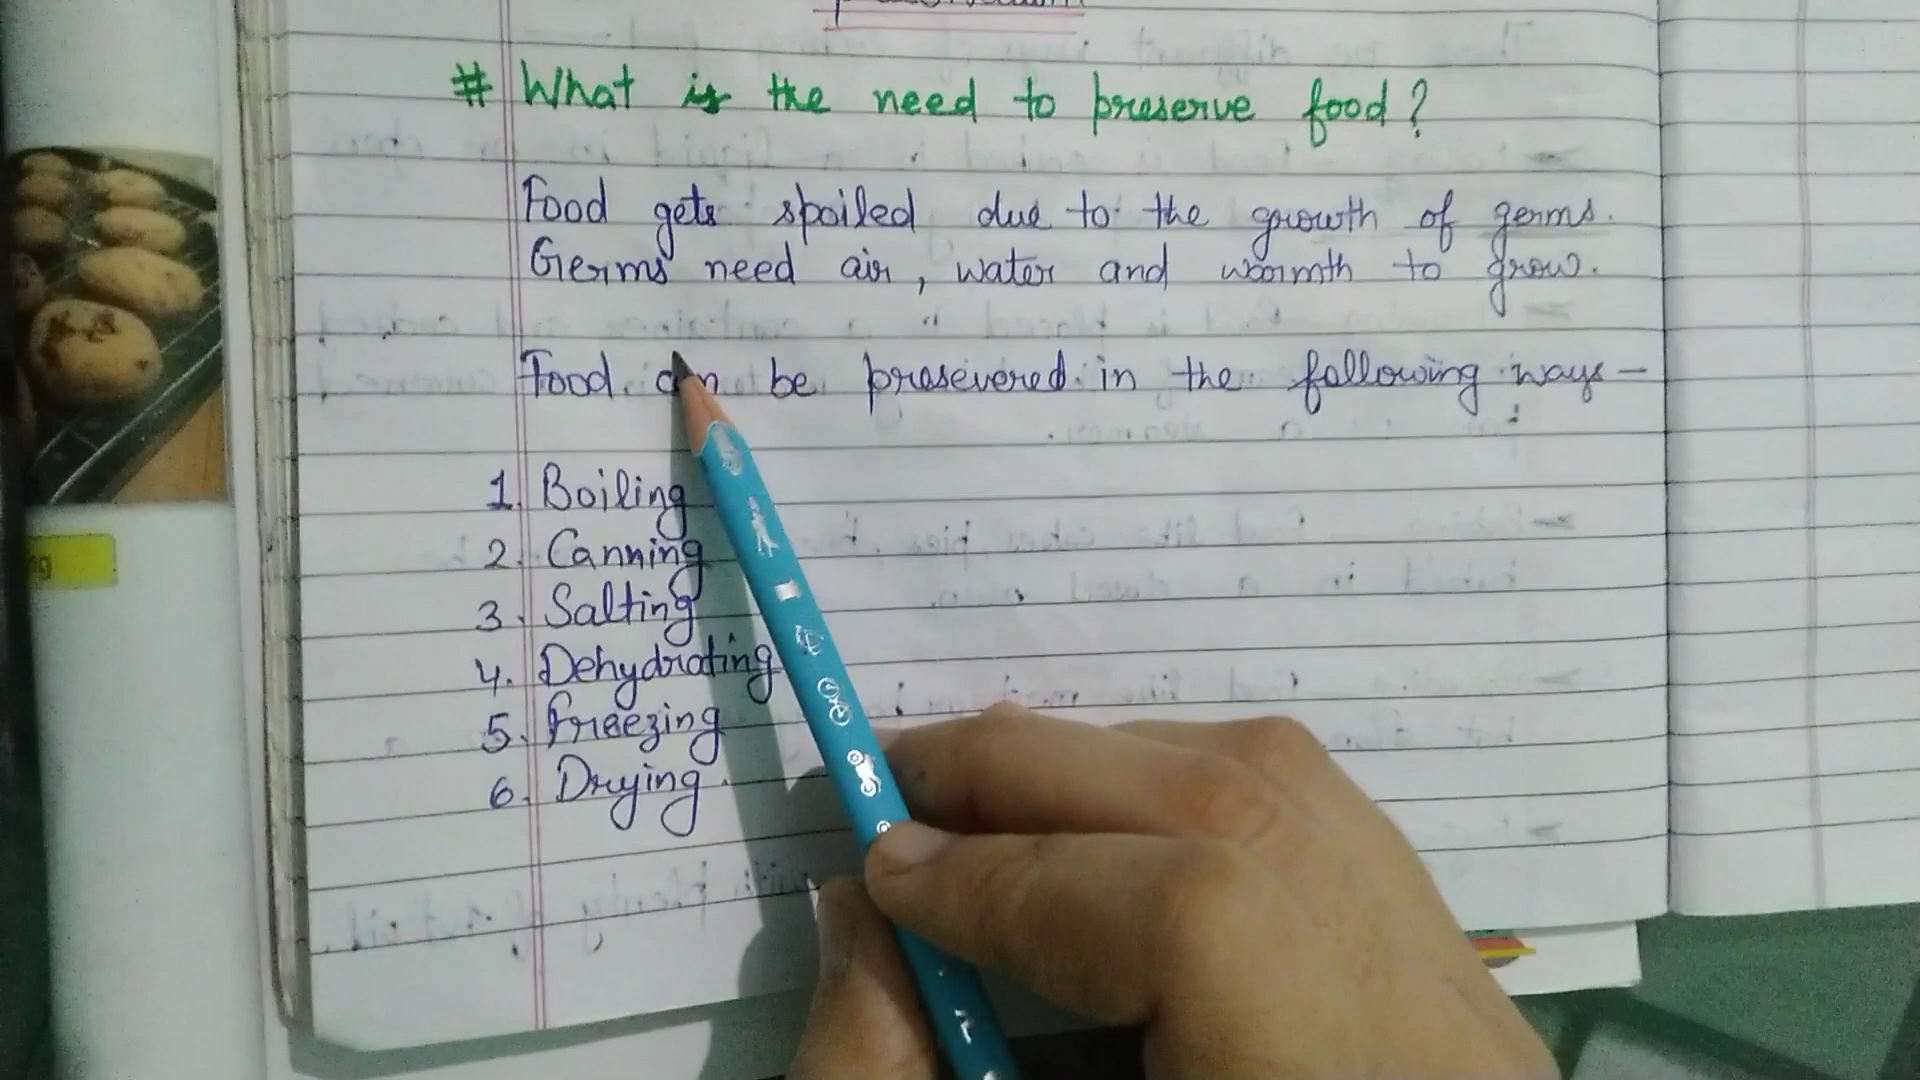 # What is the need to preserve food?
Food gets spoiled due to the growth of germs.
Germs need air, water and warmth to grow.
Food can be presevered in the following ways-
1. Boiling
2. Canning
3. Salting
4. Dehydrating
5. Freezing
6. Drying.